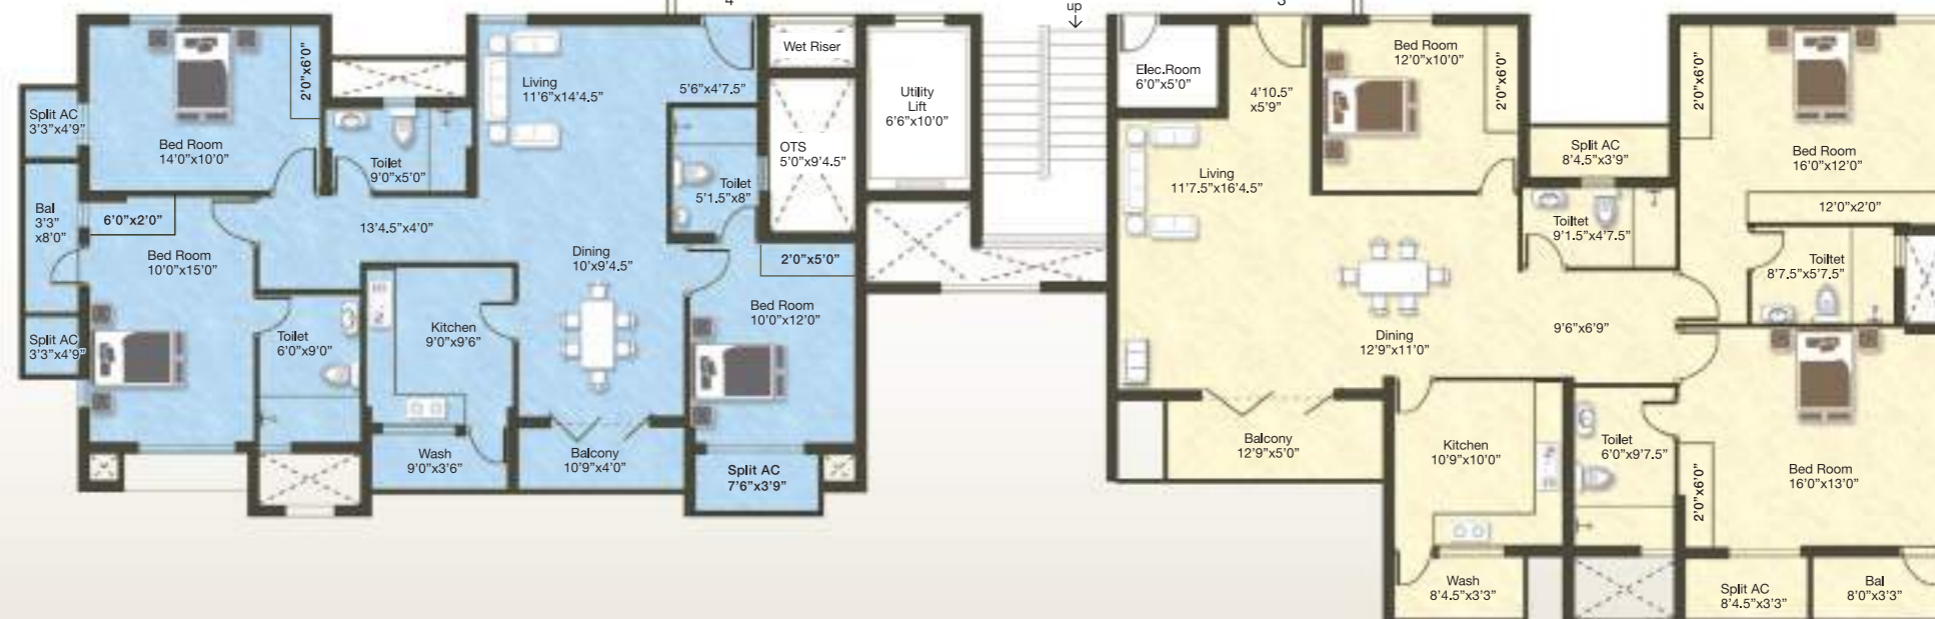 4
up
3
Split AC
3'3"x4'9"
Bed Room
14'0"x10'0"
2'0"x6'0"
Toilet
9'0"x5'0"
Living
11'6"x14'4.5"
5'6"x4'7.5"
Wet Riser
OTS
5'0"x9'4.5"
Utility
Lift
6'6"x10'0"
Toilet
5'1.5"x8"
Bal
3'3"
x8'0"
6'0"x2'0"
13'4.5"x4'0"
Bed Room
10'0"x15'0"
Dining
10'x9'4.5"
2'0"x5'0"
Bed Room
10'0"x12'0"
Split AC
3'3"x4'9"
Toilet
6'0"x9'0"
Kitchen
9'0"x9'6"
Wash
9'0"x3'6"
Balcony
10'9"x4'0"
Split AC
7'6"x3'9"
Elec.Room
6'0"x5'0"
4'10.5"
x5'9"
Bed Room
12'0"x10'0"
2'0"x6'0"
Living
11'7.5"x16'4.5"
Split AC
8'4.5"x3'9"
2'0"x6'0"
Bed Room
16'0"x12'0"
12'0"x2'0"
Toiltet
9'1.5"x4'7.5"
Toiltet
8'7.5"x5'7.5"
Dining
12'9"x11'0"
9'6"x6'9"
Balcony
12'9"x5'0"
Kitchen
10'9"x10'0"
Toilet
6'0"x9'7.5"
2'0"x6'0"
Bed Room
16'0"x13'0"
Wash
8'4.5"x3'3"
Split AC
8'4.5"x3'3"
Bal
8'0"x3'3"